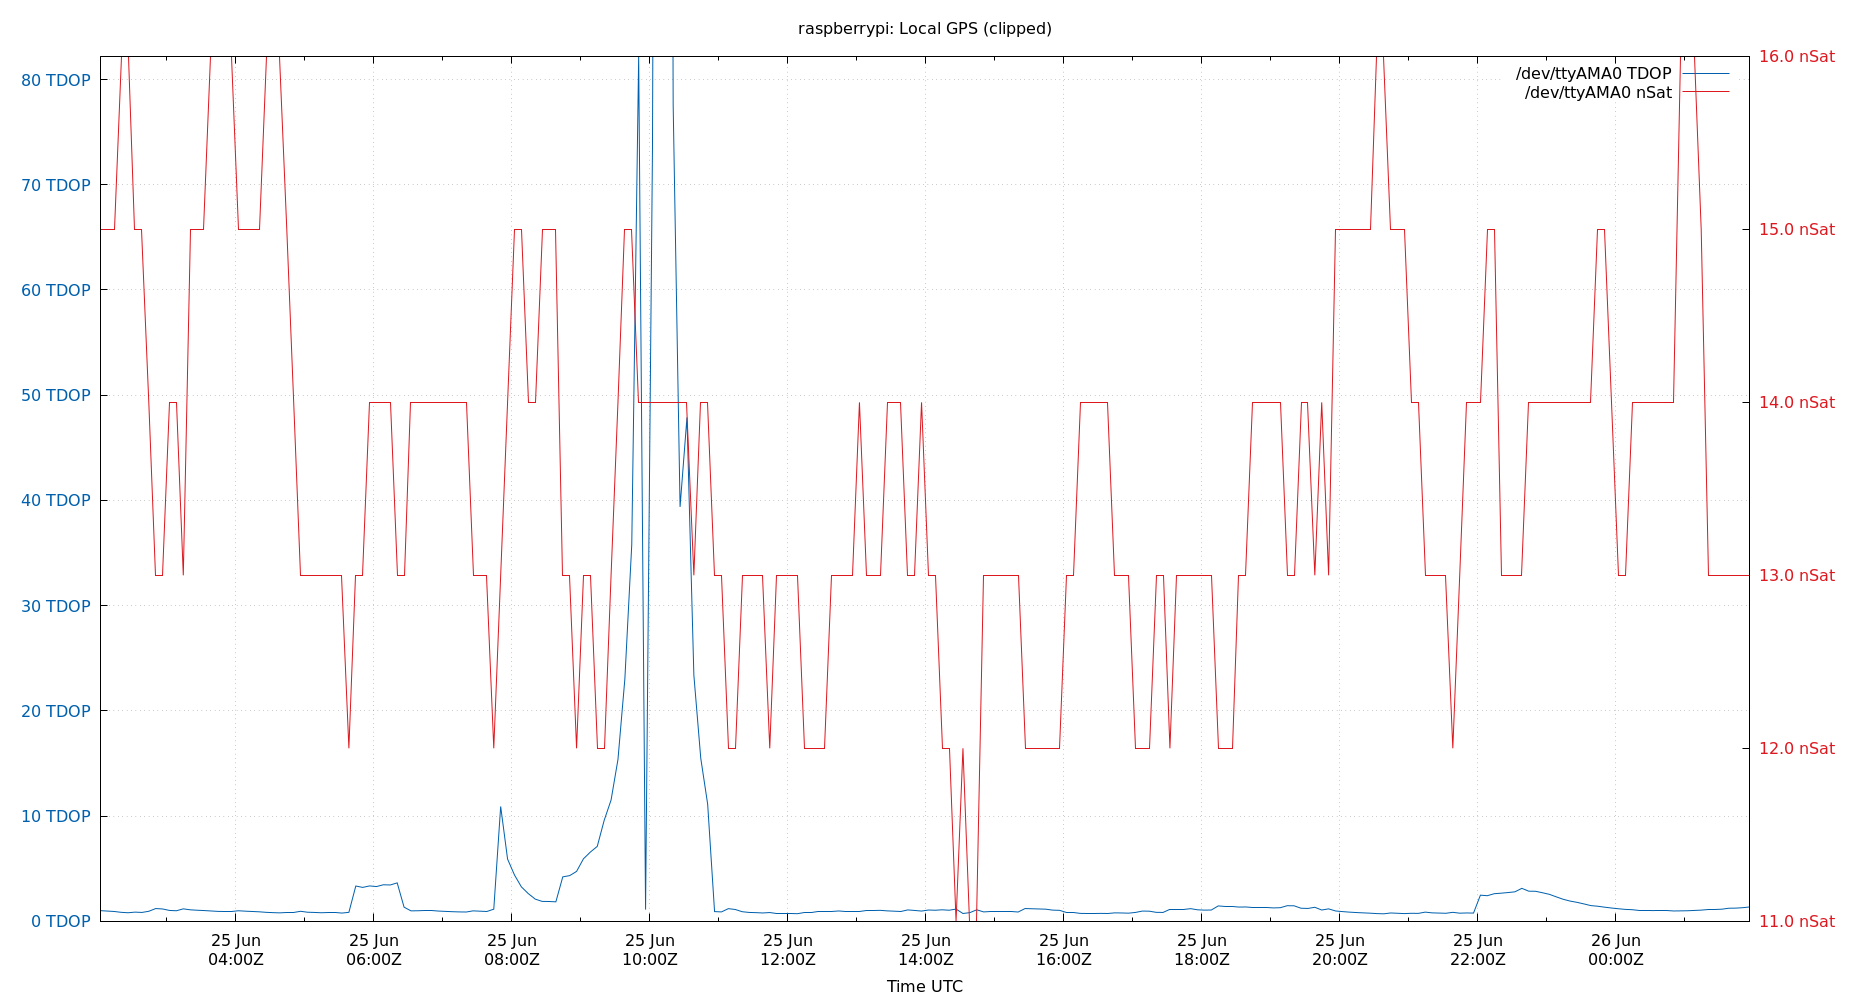 raspberrypi: Local GPS (clipped)
80 TDOP
70 TDOP
60 TDOP
50 TDOP
40 TDOP
30 TDOP
20 TDOP
10 TDOP
0 TDOP
/dev/ttyAMA0 TDOP
/dev/ttyAMA0 nSat
16.0 nSat
15.0 nSat
14.0 nSat
13.0 nSat
12.0 nSat
11.0 nSat
25 Jun
04:00Z
25 Jun
06:00Z
25 Jun
08:00Z
25 Jun
10:00Z
25 Jun
12:00Z
25 Jun
14:00Z
25 Jun
16:00Z
25 Jun
18:00Z
25 Jun
20:00Z
25 Jun
22:00Z
26 Jun
00:00Z
Time UTC